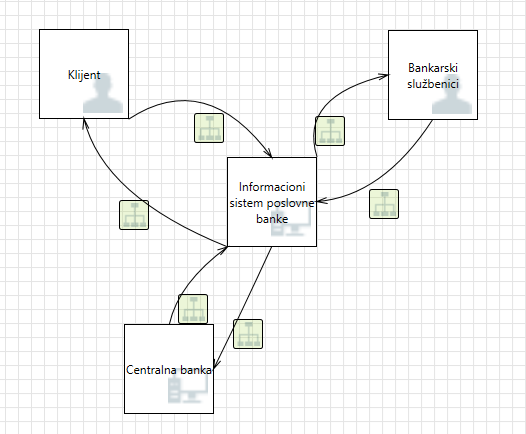 Klijent
Bankarski
službenici
Informacioni
sistem poslovne
banke
Centralna banka